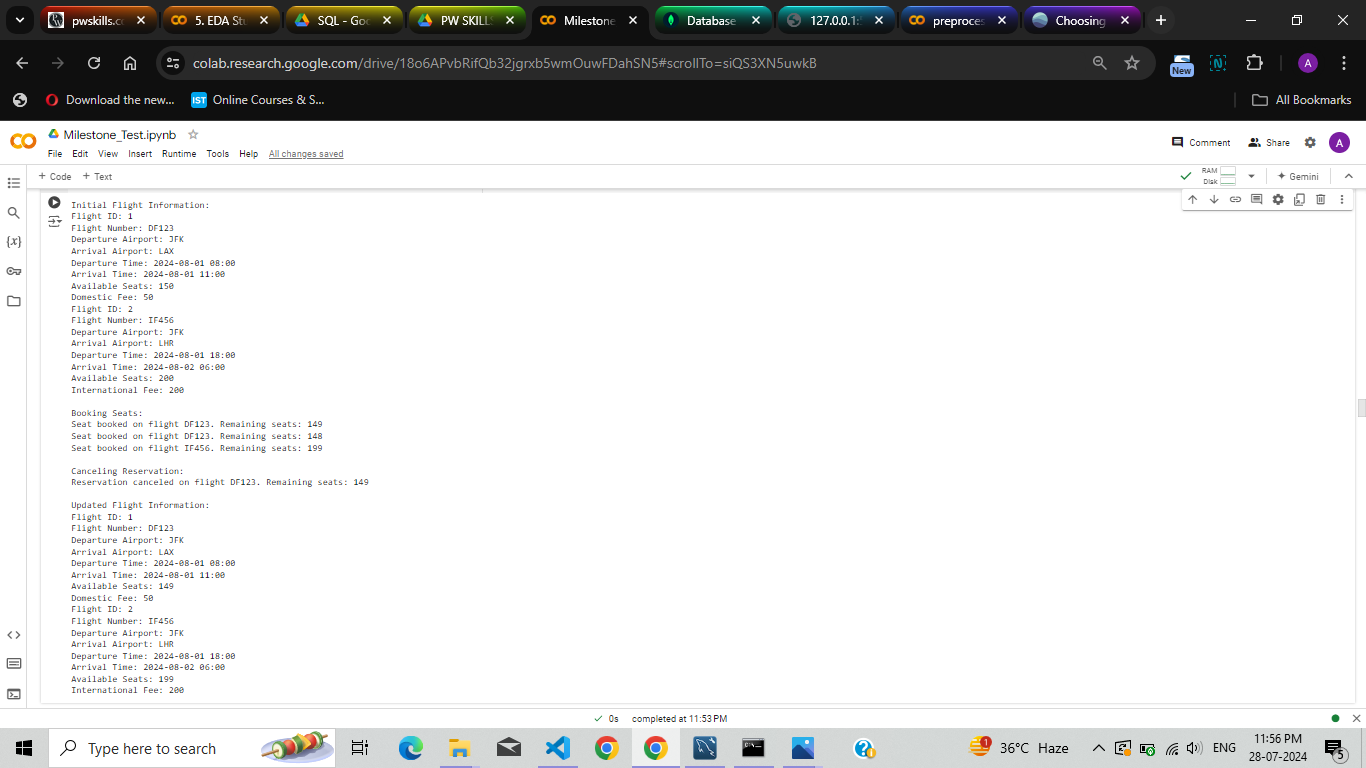 pwskills.c
5. EDA Stu
SQL - Goo
PW SKILL
Milestone
Database
127.0.0.1:
preproces
Choosing
colab.research.google.com/drive/18o6APvbRifQb32jgrxb5wmOuwFDahSN5#scrollTo=siQS3XN5uwkB
New
A
Download the new...
IST
Online Courses & S...
All Bookmarks
Milestone_Test.ipynb
Comment
Share
A
File Edit View Insert Runtime Tools Help All changes saved
+ Code + Text
RAM
Disk
Gemini
{x}
Initial Flight Information:
Flight ID: 1
Flight Number: DF123
Departure Airport: JFK
Arrival Airport: LAX
Departure Time: 2024-08-01 08:00
Arrival Time: 2024-08-01 11:00
Available Seats: 150
Domestic Fee: 50
Flight ID: 2
Flight Number: IF456
Departure Airport: JFK
Arrival Airport: LHR
Departure Time: 2024-08-01 18:00
Arrival Time: 2024-08-02 06:00
Available Seats: 200
International Fee: 200
Booking Seats:
Seat booked on flight DF123. Remaining seats: 149
Seat booked on flight DF123. Remaining seats: 148
Seat booked on flight IF456. Remaining seats: 199
Canceling Reservation:
Reservation canceled on flight DF123. Remaining seats: 149
Updated Flight Information:
Flight ID: 1
Flight Number: DF123
Departure Airport: JFK
Arrival Airport: LAX
Departure Time: 2024-08-01 08:00
Arrival Time: 2024-08-01 11:00
Available Seats: 149
Domestic Fee: 50
Flight ID: 2
Flight Number: IF456
Departure Airport: JFK
Arrival Airport: LHR
Departure Time: 2024-08-01 18:00
Arrival Time: 2024-08-02 06:00
Available Seats: 199
International Fee: 200
0s completed at 11:53 PM
Type here to search
1
36°C Haze
ENG
11:56 PM
28-07-2024
5